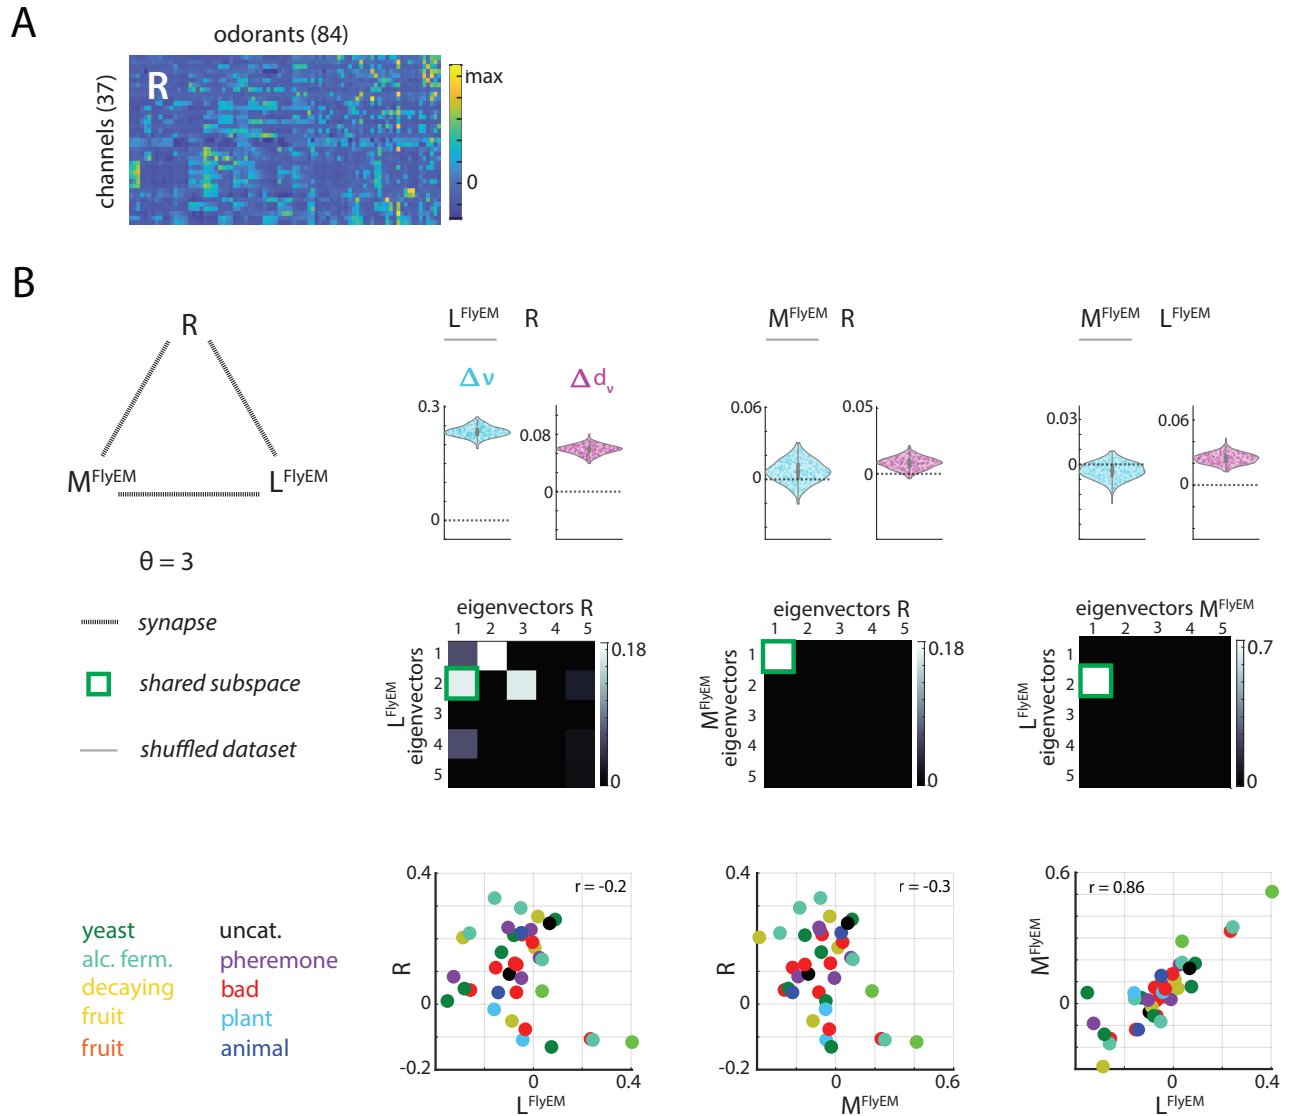 A
odorants (84)
channels (37)
R
max
0
B
R
M^FlyEM
L^FlyEM
θ = 3
synapse
shared subspace
shuffled dataset
L^FlyEM R
Δν
Δd_ν
0.3
0
0.08
0
M^FlyEM R
0.06
0
0.05
0
M^FlyEM L^FlyEM
0.03
0
0.06
0
eigenvectors R
1 2 3 4 5
L^FlyEM
eigenvectors
1
2
3
4
5
0.18
0
eigenvectors R
1 2 3 4 5
M^FlyEM
eigenvectors
1
2
3
4
5
0.18
0
eigenvectors M^FlyEM
1 2 3 4 5
L^FlyEM
eigenvectors
1
2
3
4
5
0.7
0
yeast
alc. ferm.
decaying
fruit
fruit
uncat.
pheremone
bad
plant
animal
0.4
R
0
-0.2
r = -0.2
0 0.4
L^FlyEM
0.4
R
0
-0.2
r = -0.3
0 0.6
M^FlyEM
0.6
M^FlyEM
0
-0.4
r = 0.86
0 0.4
L^FlyEM